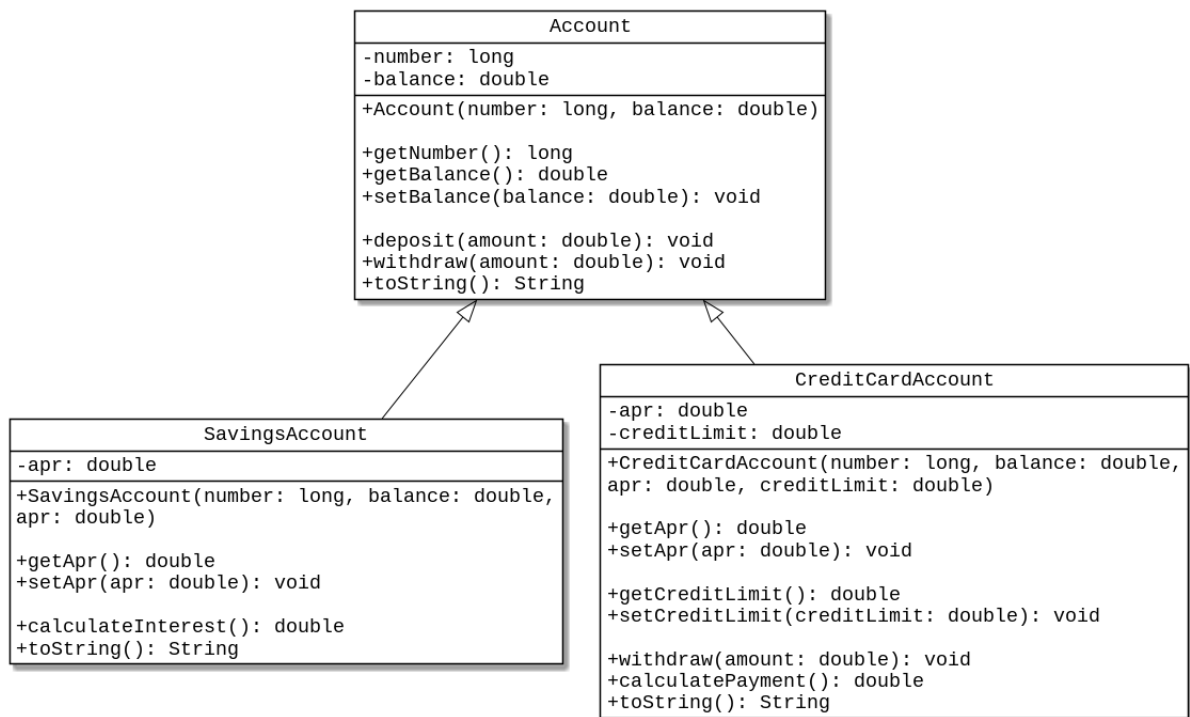 Account
-number: long
-balance: double
+Account(number: long, balance: double)
+getNumber(): long
+getBalance(): double
+setBalance(balance: double): void
+deposit(amount: double): void
+withdraw(amount: double): void
+toString(): String
SavingsAccount
-apr: double
+SavingsAccount(number: long, balance: double,
apr: double)
+getApr(): double
+setApr(apr: double): void
+calculateInterest(): double
+toString(): String
CreditCardAccount
-apr: double
-creditLimit: double
+CreditCardAccount(number: long, balance: double,
apr: double, creditLimit: double)
+getApr(): double
+setApr(apr: double): void
+getCreditLimit(): double
+setCreditLimit(creditLimit: double): void
+withdraw(amount: double): void
+calculatePayment(): double
+toString(): String